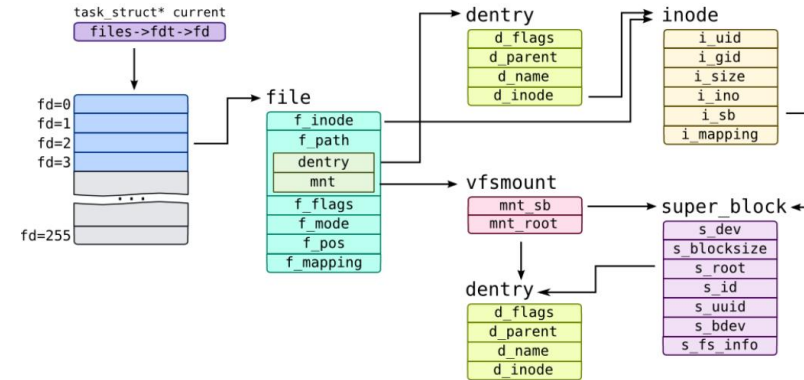 task_struct* current
files->fdt->fd
fd=0
fd=1
fd=2
fd=3
...
fd=255
file
f_inode
f_path
dentry
mnt
f_flags
f_mode
f_pos
f_mapping
dentry
d_flags
d_parent
d_name
d_inode
inode
i_uid
i_gid
i_size
i_ino
i_sb
i_mapping
vfsmount
mnt_sb
mnt_root
dentry
d_flags
d_parent
d_name
d_inode
super_block
s_dev
s_blocksize
s_root
s_id
s_uuid
s_bdev
s_fs_info